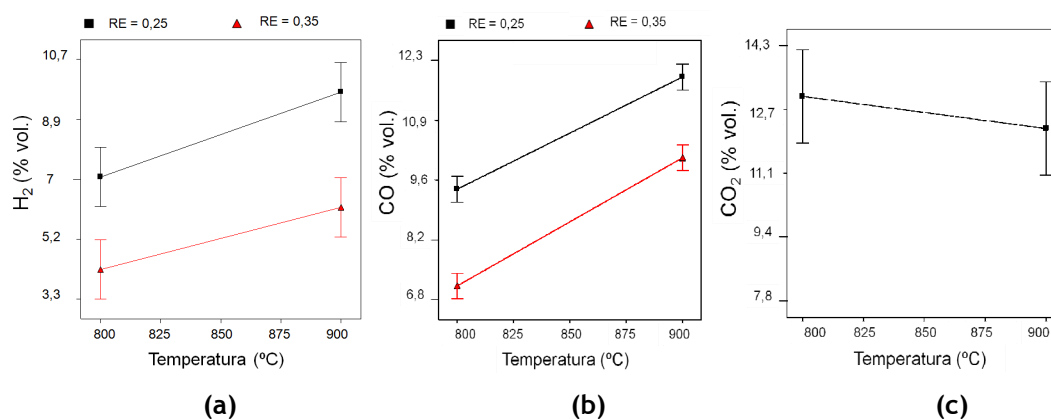 RE = 0,25 RE = 0,35
10,7
8,9
7
5,2
3,3
H2 (% vol.)
800 825 850 875 900
Temperatura (ºC)
(a)
RE = 0,25 RE = 0,35
12,3
10,9
9,6
8,2
6,8
CO (% vol.)
800 825 850 875 900
Temperatura (ºC)
(b)
14,3
12,7
11,1
9,4
7,8
CO2 (% vol.)
800 825 850 875 900
Temperatura (ºC)
(c)